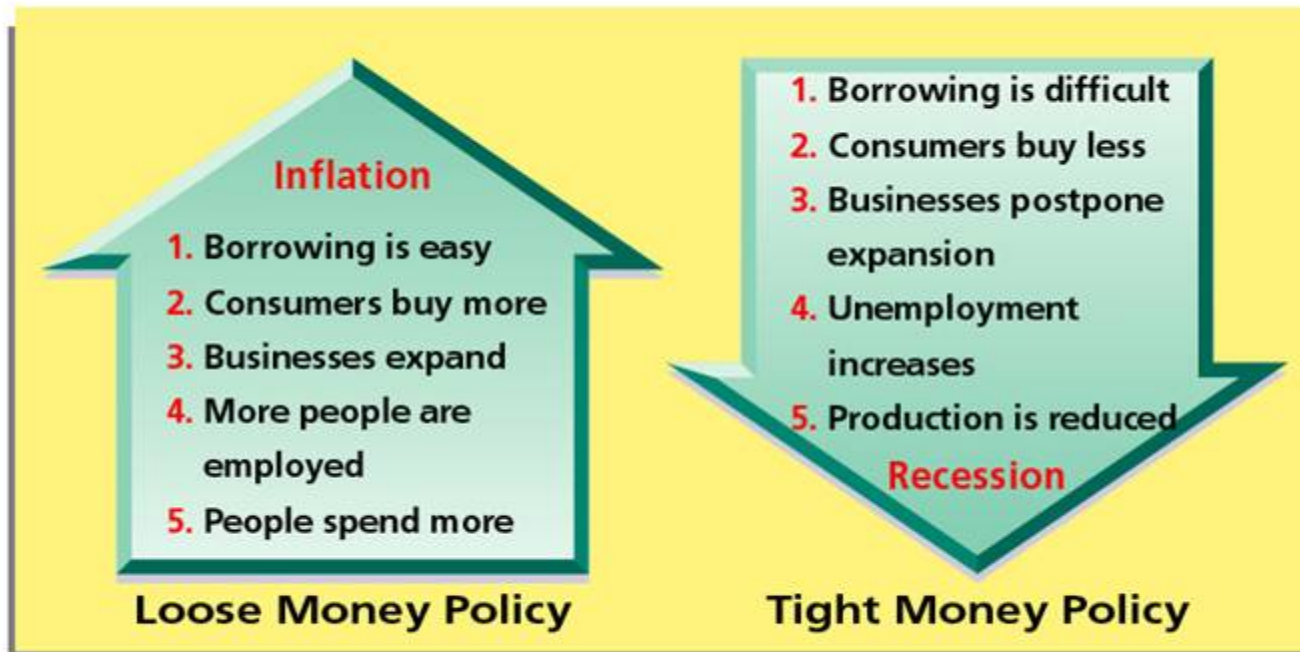 Inflation
1. Borrowing is easy
2. Consumers buy more
3. Businesses expand
4. More people are
employed
5. People spend more
Loose Money Policy
1. Borrowing is difficult
2. Consumers buy less
3. Businesses postpone
expansion
4. Unemployment
increases
5. Production is reduced
Recession
Tight Money Policy